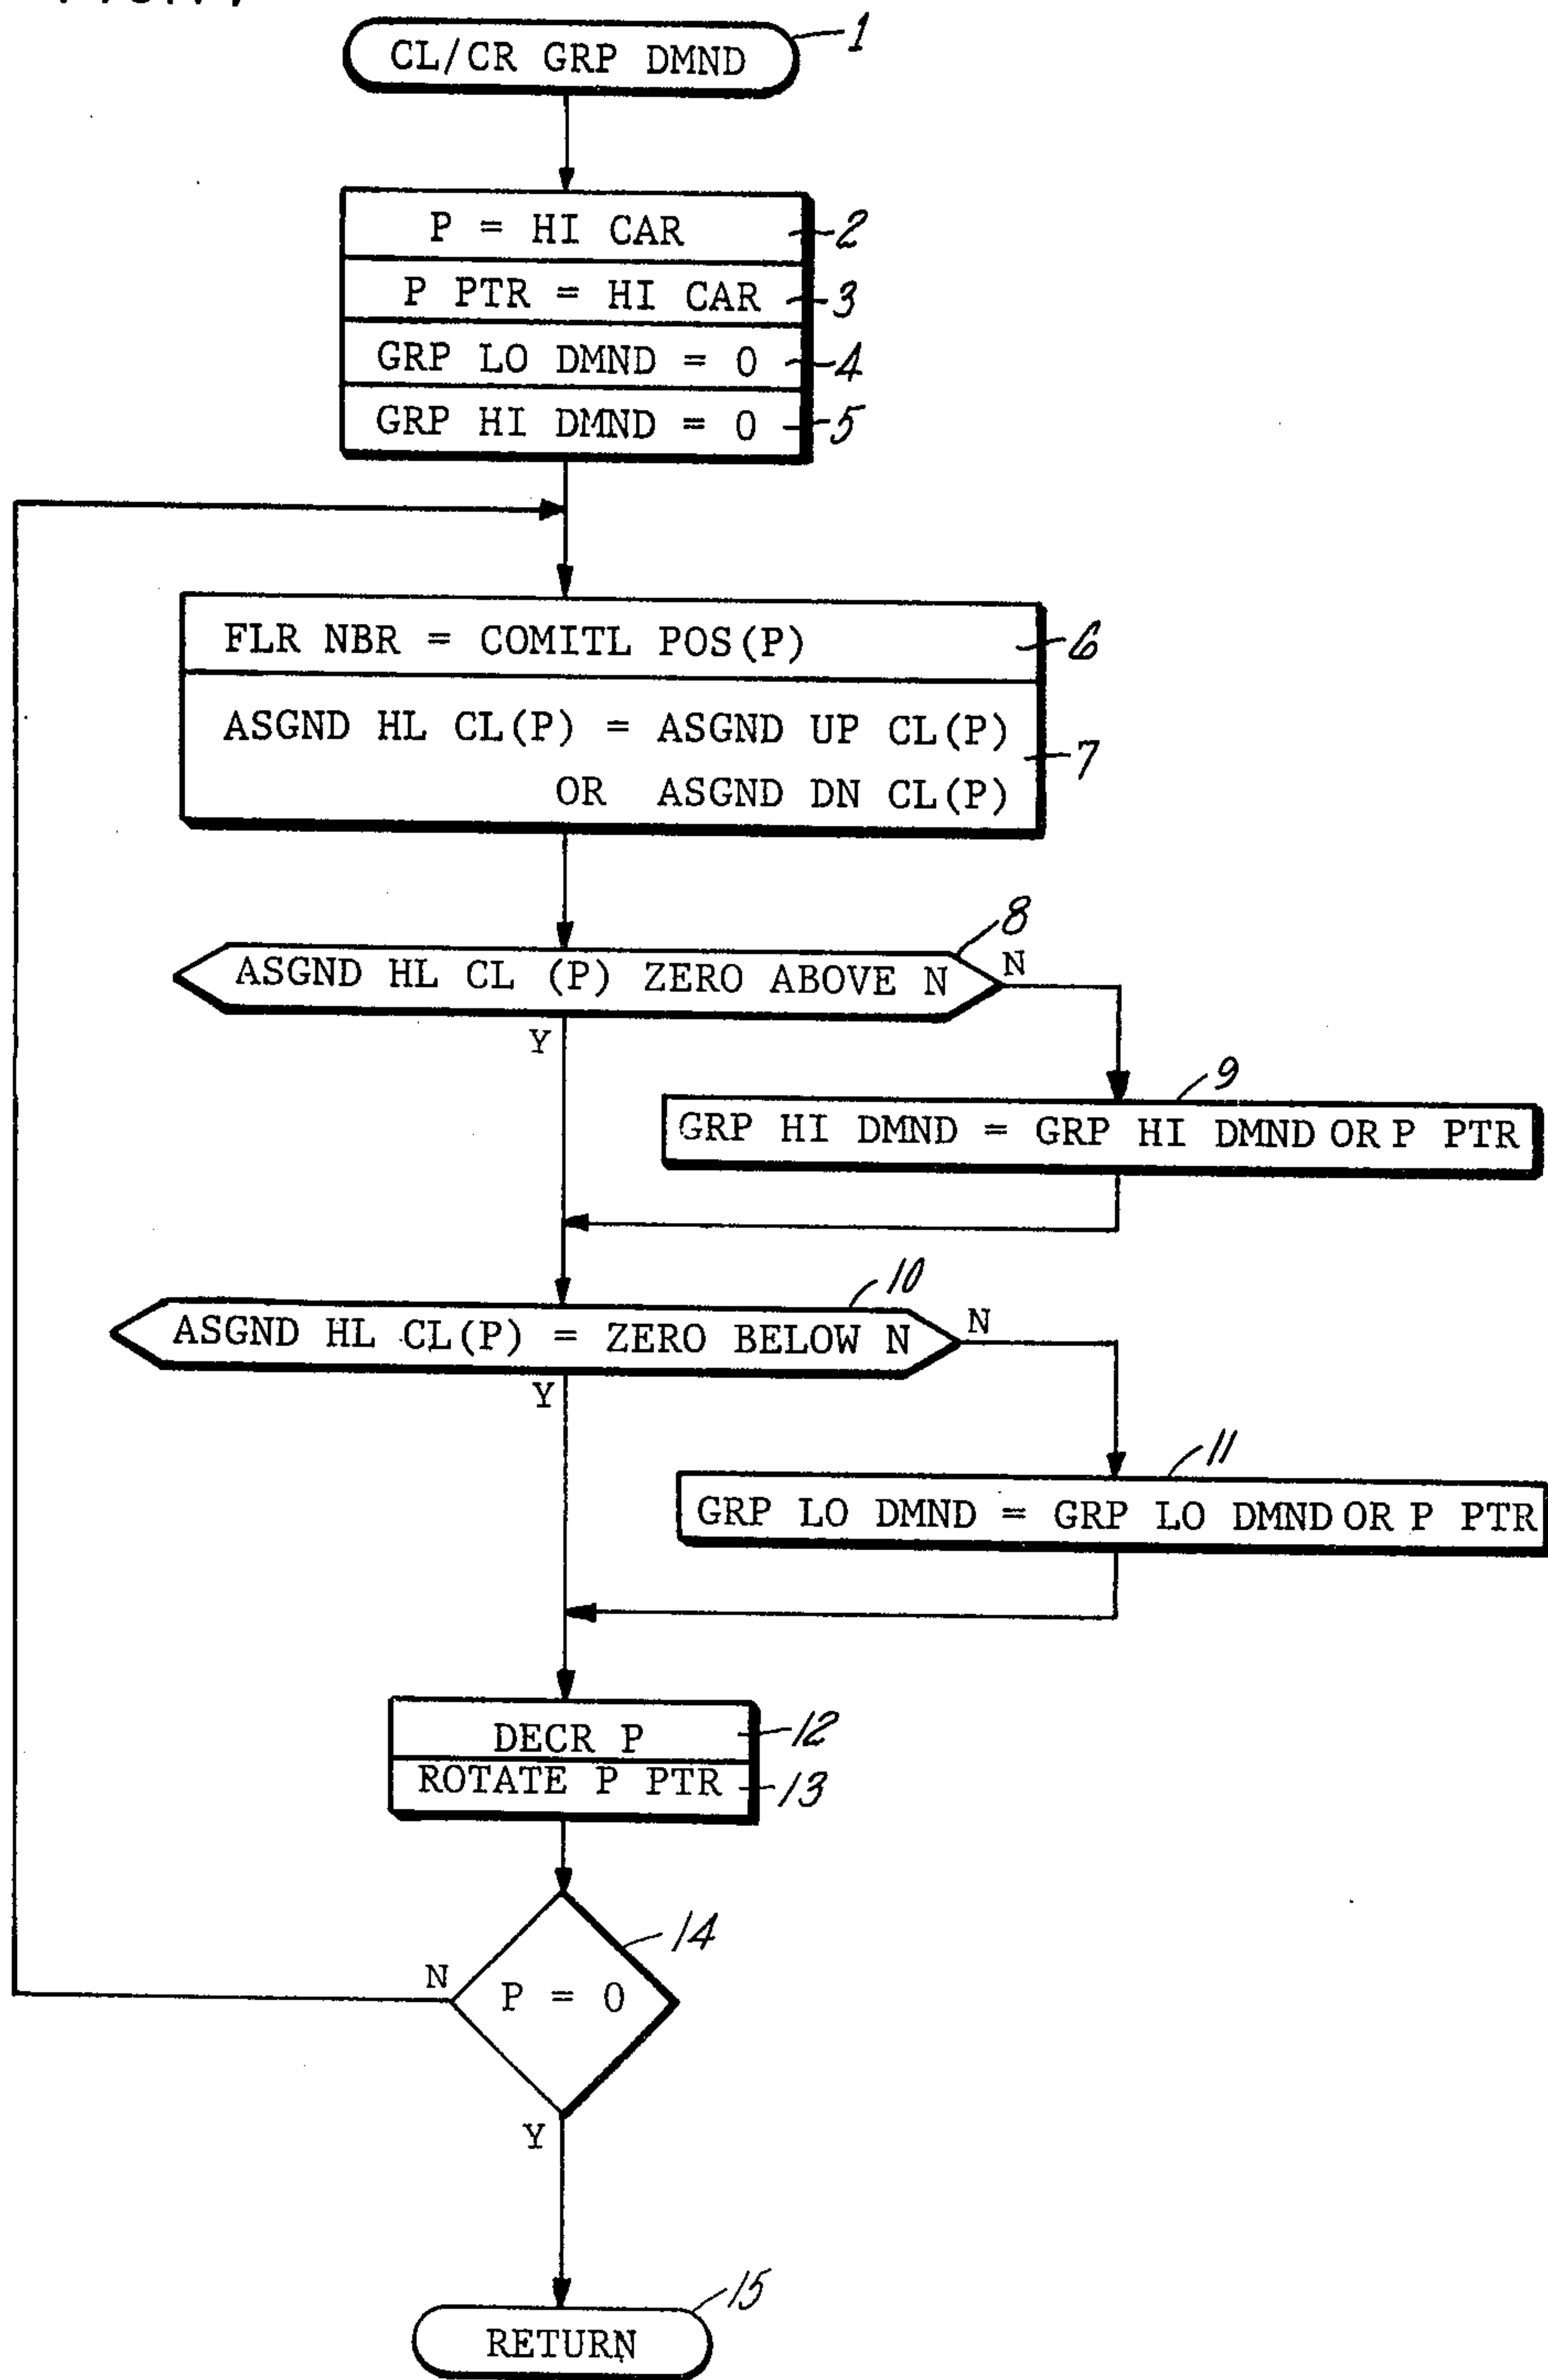 CL/CR GRP DMND
1
P = HI CAR
2
P PTR = HI CAR
3
GRP LO DMND = 0
4
GRP HI DMND = 0
5
FLR NBR = COMITL POS(P)
6
ASGND HL CL(P) = ASGND UP CL(P)
OR ASGND DN CL(P)
7
8
ASGND HL CL (P) ZERO ABOVE N
N
Y
9
GRP HI DMND = GRP HI DMND OR P PTR
10
ASGND HL CL(P) = ZERO BELOW N
N
Y
11
GRP LO DMND = GRP LO DMND OR P PTR
DECR P
12
ROTATE P PTR
13
14
N
P = 0
Y
15
RETURN